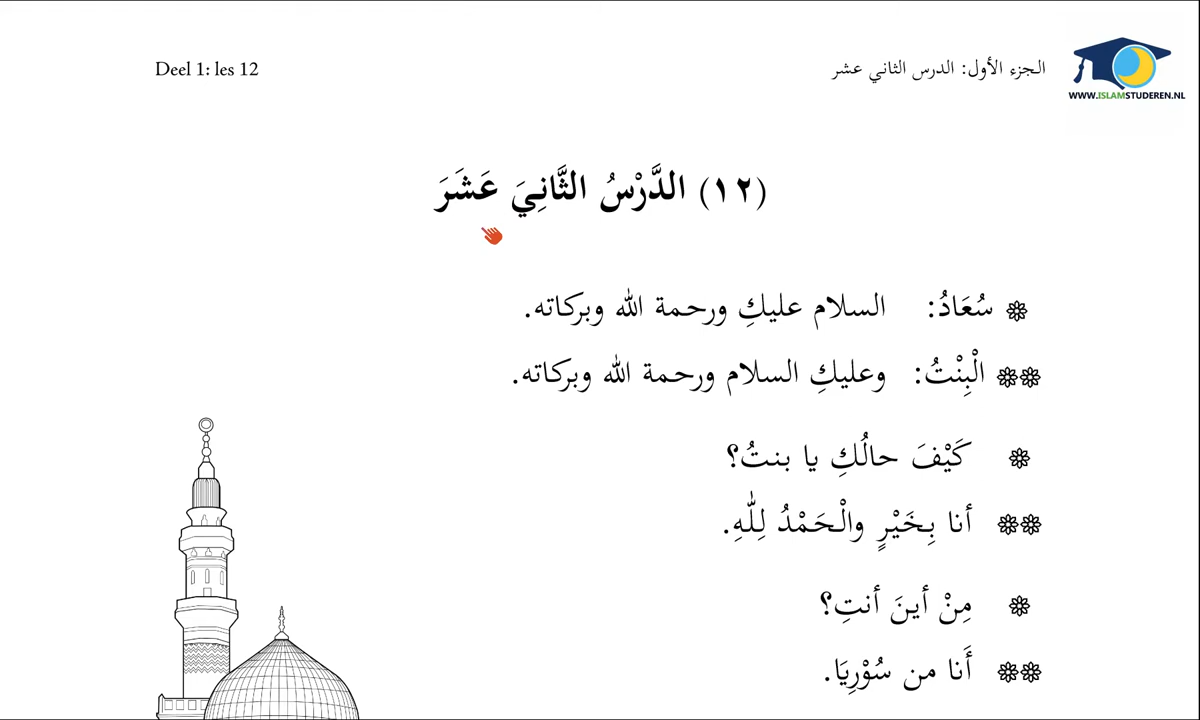 Deel 1: les 12
الجزء الأول: الدرس الثاني عشر
WWW.ISLAMSTUDEREN.NL
(١٢) الدَّرْسُ الثَّانِيَ عَشَرَ
سُعَادُ: السلام عليكِ ورحمة الله وبركاته.
الْبِنْتُ: وعليكِ السلام ورحمة الله وبركاته.
كَيْفَ حالُكِ يا بنتُ؟
أنا بِخَيْرٍ والْحَمْدُ لِلّٰهِ.
مِنْ أينَ أنتِ؟
أَنا من سُوْرِيَا.